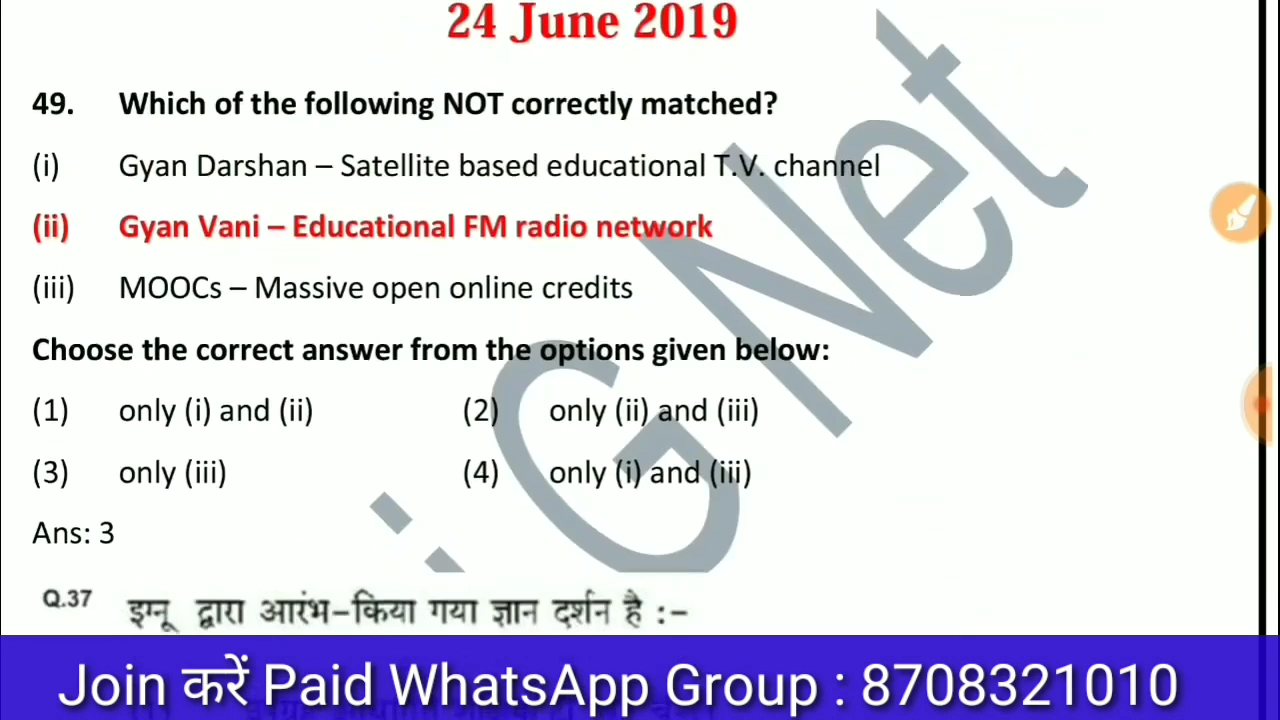 24 June 2019
49. Which of the following NOT correctly matched?
(i) Gyan Darshan – Satellite based educational T.V. channel
(ii) Gyan Vani – Educational FM radio network
(iii) MOOCs – Massive open online credits
Choose the correct answer from the options given below:
(1) only (i) and (ii) (2) only (ii) and (iii)
(3) only (iii) (4) only (i) and (iii)
Ans: 3
Q.37 इग्नू द्वारा आरंभ-किया गया ज्ञान दर्शन है :-
Join करें Paid WhatsApp Group : 8708321010
G Net